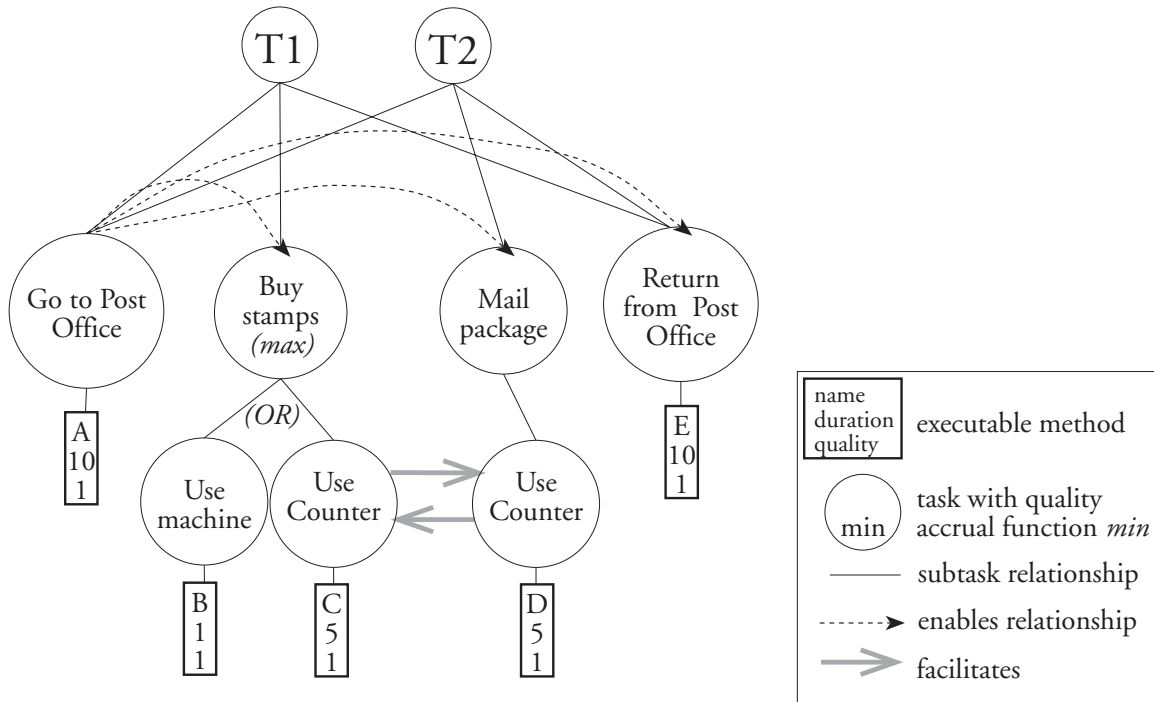 T1
T2
Go to Post
Office
Buy
stamps
(max)
Mail
package
Return
from Post
Office
(OR)
A
10
1
E
10
1
Use
machine
Use
Counter
Use
Counter
B
1
1
C
5
1
D
5
1
name
duration
quality
executable method
min
task with quality
accrual function min
subtask relationship
enables relationship
facilitates